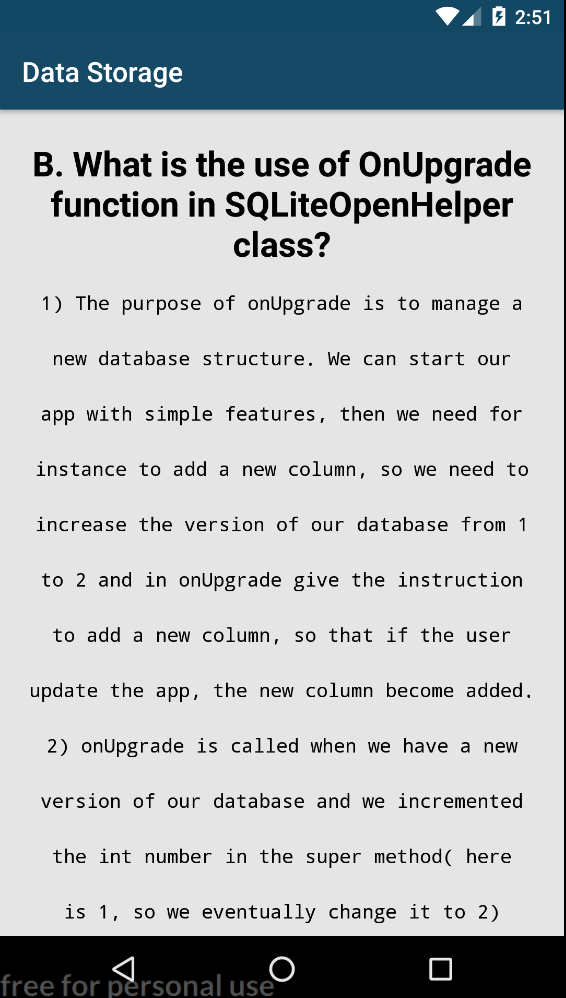 2:51
Data Storage
B. What is the use of OnUpgrade
function in SQLiteOpenHelper
class?
1) The purpose of onUpgrade is to manage a
new database structure. We can start our
app with simple features, then we need for
instance to add a new column, so we need to
increase the version of our database from 1
to 2 and in onUpgrade give the instruction
to add a new column, so that if the user
update the app, the new column become added.
2) onUpgrade is called when we have a new
version of our database and we incremented
the int number in the super method( here
is 1, so we eventually change it to 2)
free for personal use